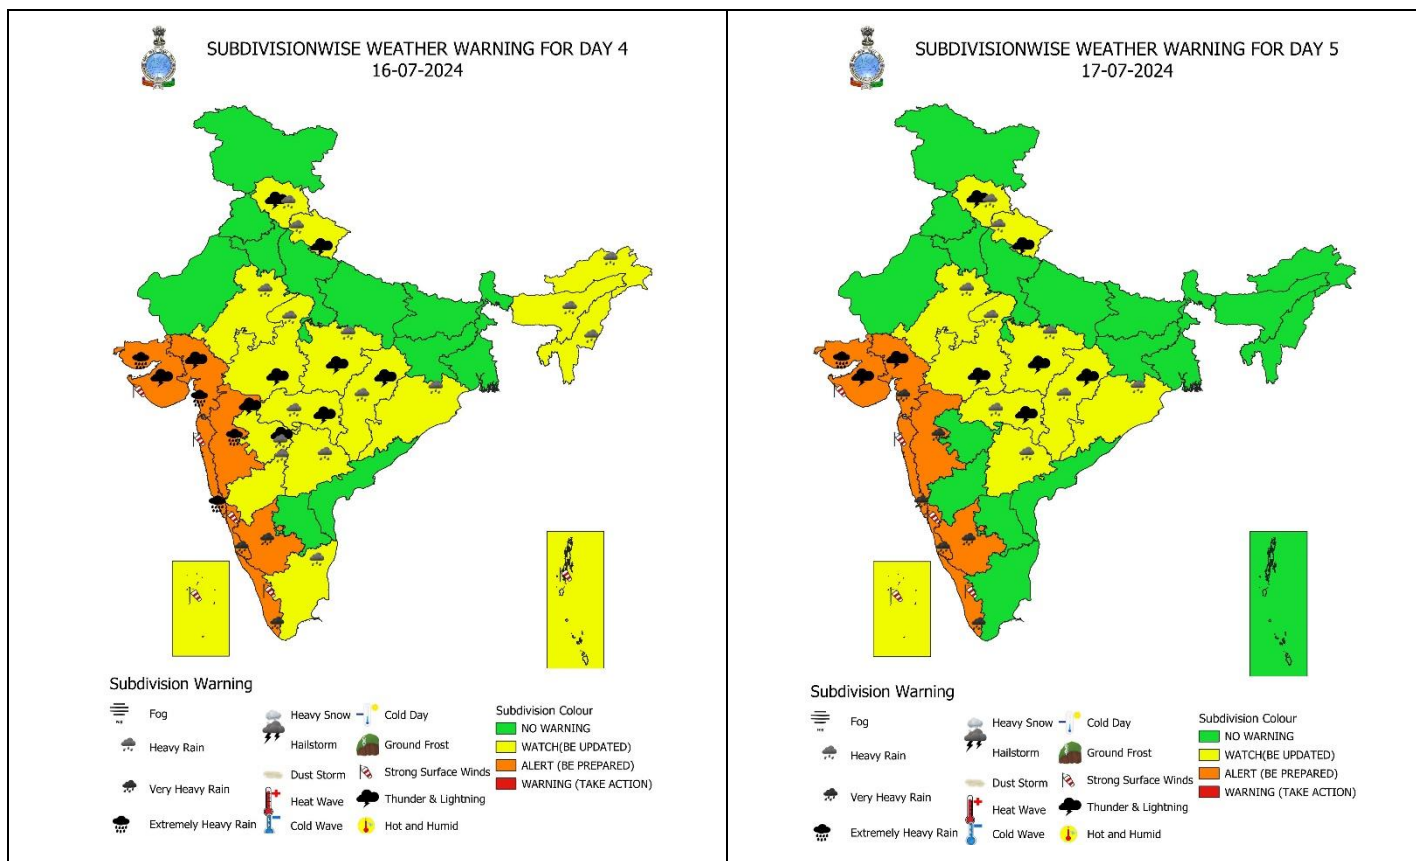 SUBDIVISIONWISE WEATHER WARNING FOR DAY 4
16-07-2024
Subdivision Warning
Fog
Heavy Rain
Very Heavy Rain
Extremely Heavy Rain
Heavy Snow
Hailstorm
Dust Storm
Heat Wave
Cold Wave
Cold Day
Ground Frost
Strong Surface Winds
Thunder & Lightning
Hot and Humid
Subdivision Colour
NO WARNING
WATCH(BE UPDATED)
ALERT (BE PREPARED)
WARNING (TAKE ACTION)
SUBDIVISIONWISE WEATHER WARNING FOR DAY 5
17-07-2024
Subdivision Warning
Fog
Heavy Rain
Very Heavy Rain
Extremely Heavy Rain
Heavy Snow
Hailstorm
Dust Storm
Heat Wave
Cold Wave
Cold Day
Ground Frost
Strong Surface Winds
Thunder & Lightning
Hot and Humid
Subdivision Colour
NO WARNING
WATCH(BE UPDATED)
ALERT (BE PREPARED)
WARNING (TAKE ACTION)